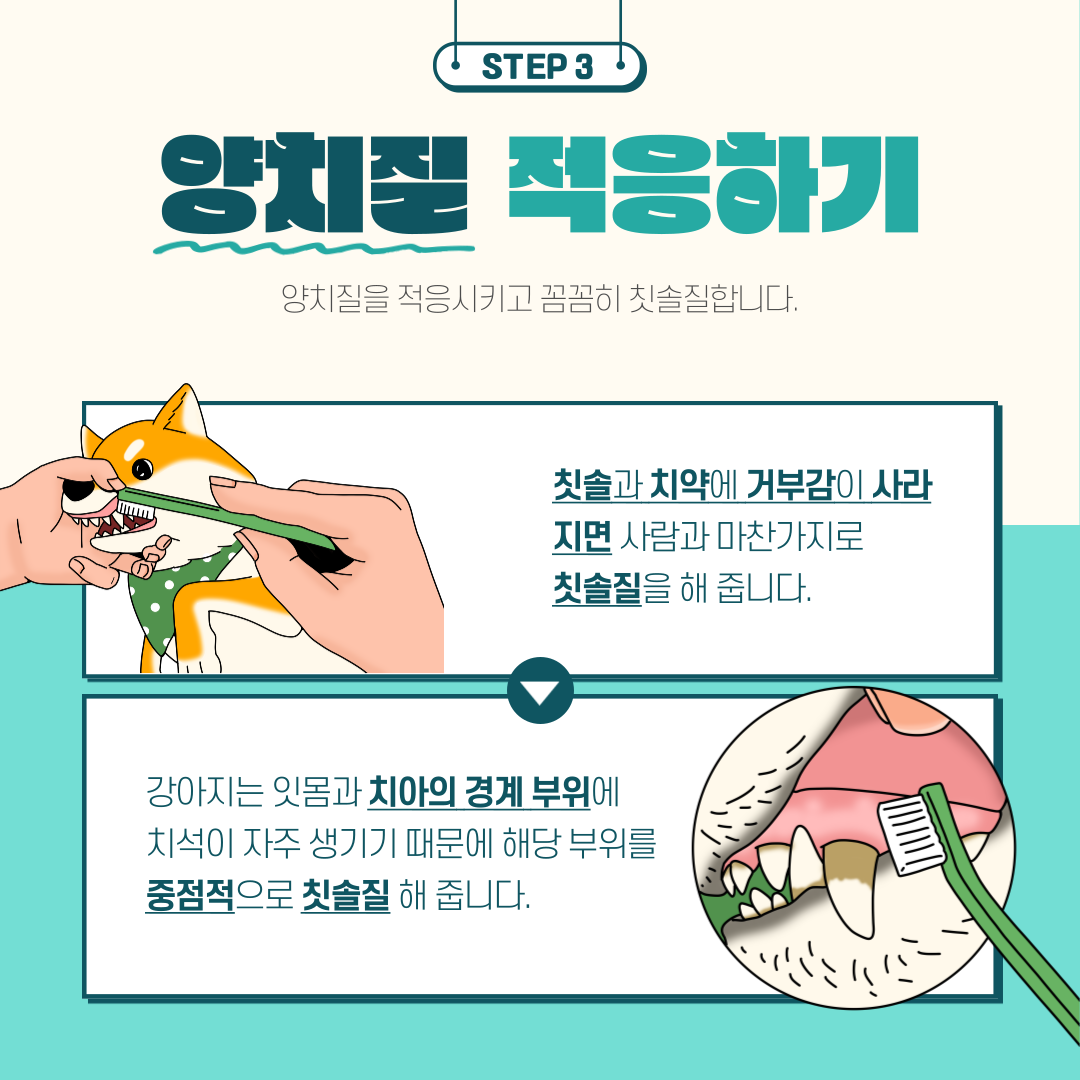 STEP 3
양치질 적응하기
양치질을 적응시키고 꼼꼼히 칫솔질합니다.
칫솔과 치약에 거부감이 사라
지면 사람과 마찬가지로
칫솔질을 해 줍니다.
강아지는 잇몸과 치아의 경계 부위에
치석이 자주 생기기 때문에 해당 부위를
중점적으로 칫솔질 해 줍니다.